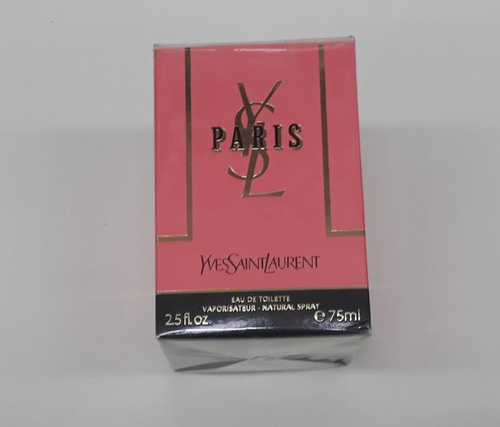 YSL
PARIS
YVESSAINTLAURENT
EAU DE TOILETTE
VAPORISATEUR - NATURAL SPRAY
2.5 fl.oz. e 75ml